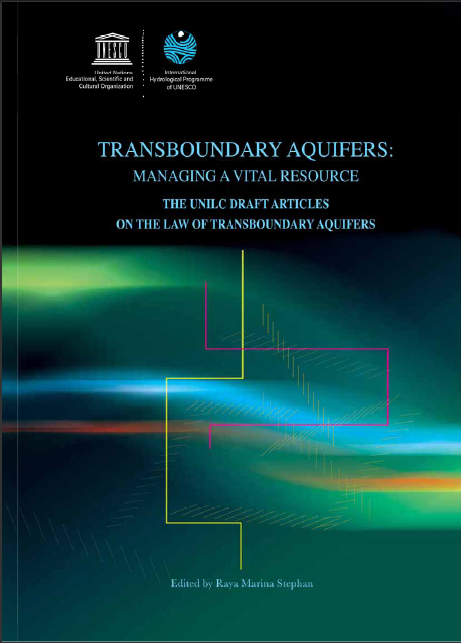 UNESCO
United Nations
Educational, Scientific and
Cultural Organization
International
Hydrological Programme
of UNESCO
TRANSBOUNDARY AQUIFERS:
MANAGING A VITAL RESOURCE
THE UNILC DRAFT ARTICLES
ON THE LAW OF TRANSBOUNDARY AQUIFERS
Edited by Raya Marina Stephan